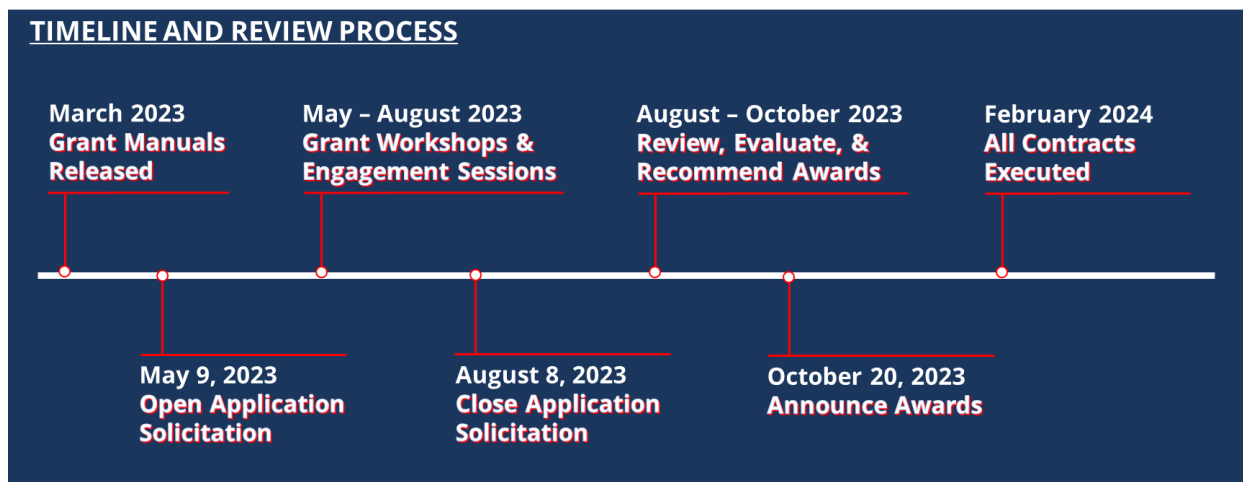 TIMELINE AND REVIEW PROCESS
March 2023
Grant Manuals
Released
May – August 2023
Grant Workshops &
Engagement Sessions
August – October 2023
Review, Evaluate, &
Recommend Awards
February 2024
All Contracts
Executed
May 9, 2023
Open Application
Solicitation
August 8, 2023
Close Application
Solicitation
October 20, 2023
Announce Awards